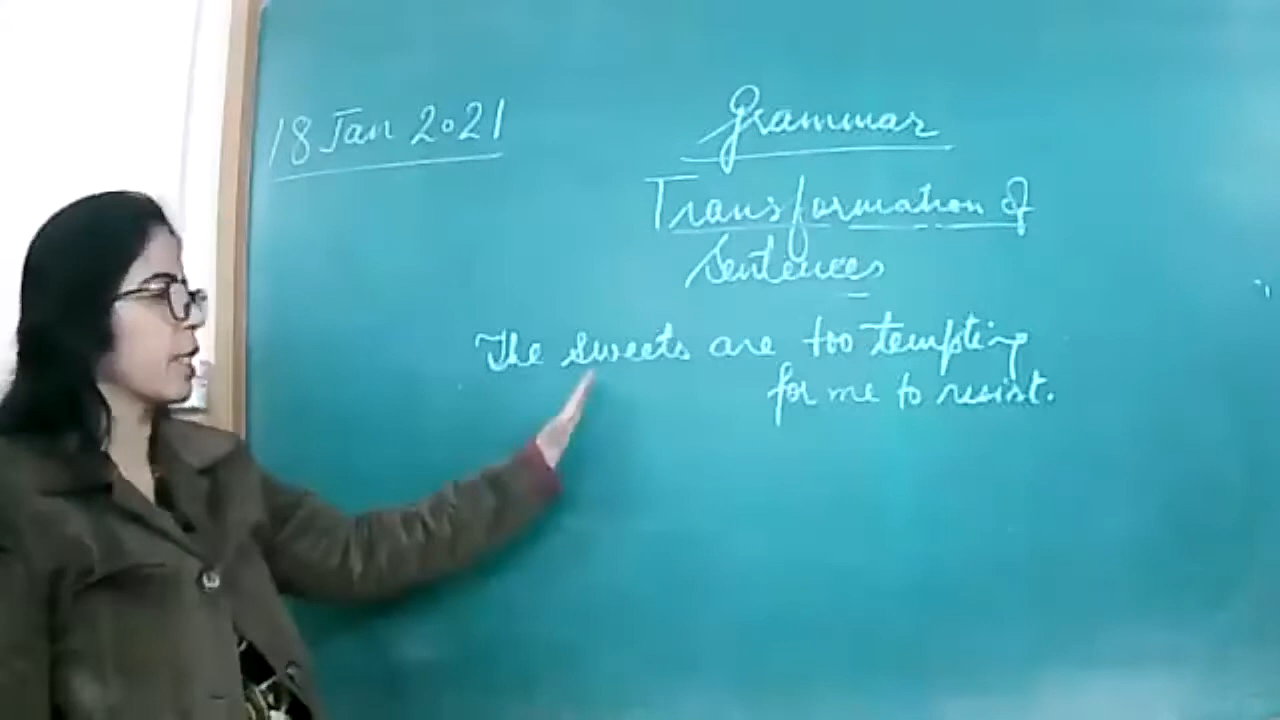 18 Jan 2021
Grammar
Transformation of
Sentences
The sweets are too tempting
for me to resist.